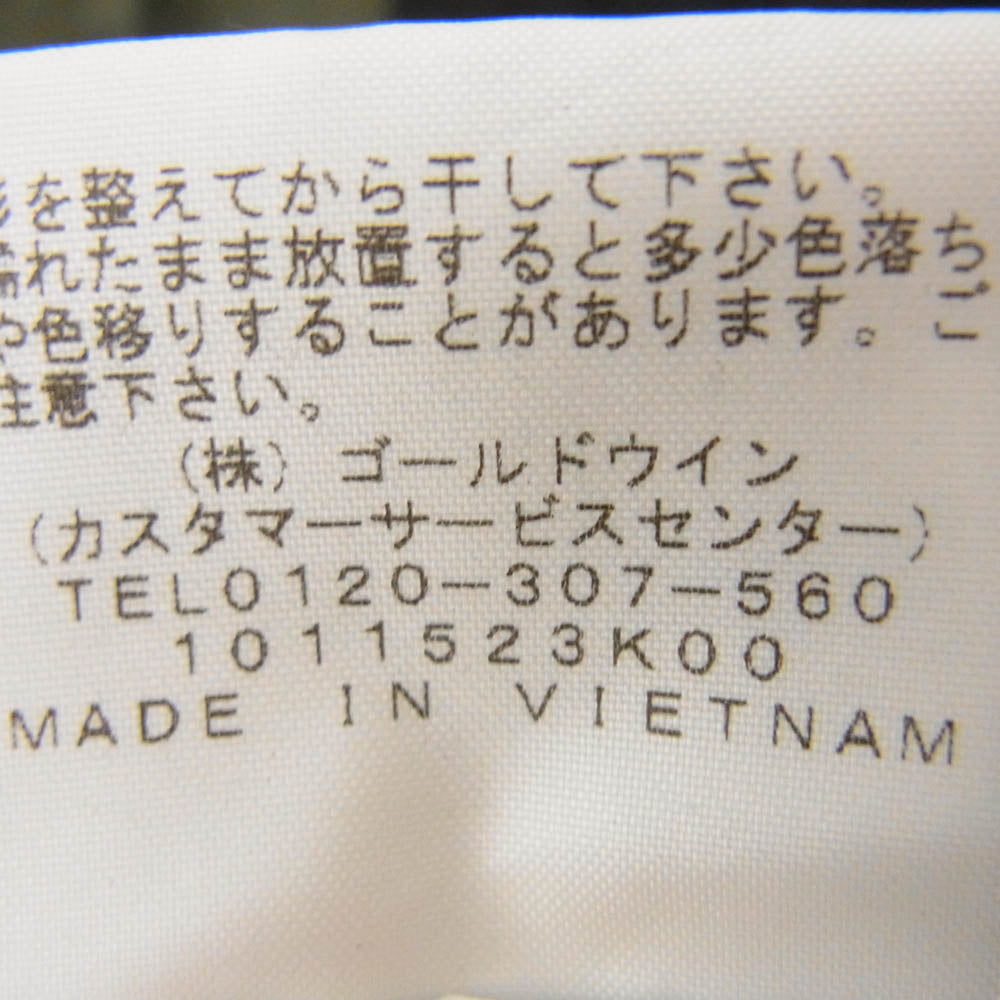 形を整えてから干して下さい。
濡れたまま放置すると多少色落ち
や色移りすることがあります。ご
注意下さい。
(株)ゴールドウイン
(カスタマーサービスセンター)
TEL0120-307-560
1011523K00
MADE IN VIETNAM